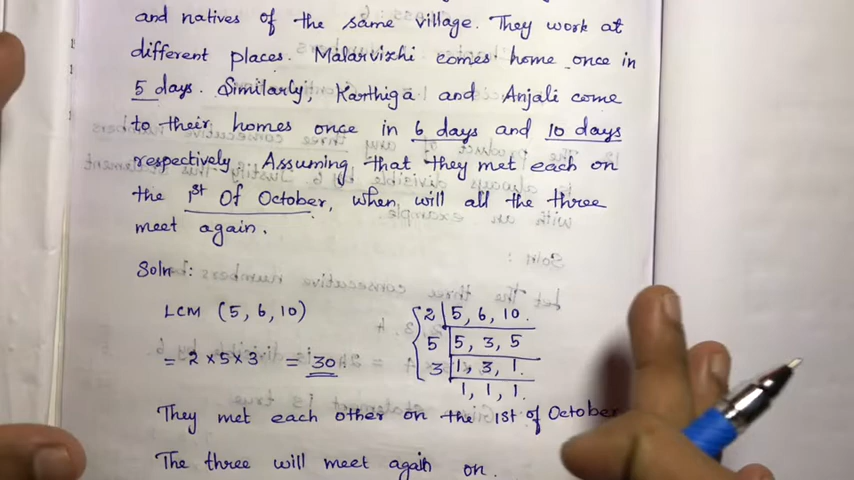 and natives of the same village. They work at
different places. Malarvizhi comes home once in
5 days. Similarly, Karthiga and Anjali come
to their homes once in 6 days and 10 days
respectively. Assuming that they met each on
the 1st Of October, when will all the three
meet again.
Soln:
LCM (5, 6, 10)
= 2 × 5 × 3 = 30
2 | 5, 6, 10.
5 | 5, 3, 5
3 | 1, 3, 1.
1, 1, 1.
They met each other on the 1st of October
The three will meet again on.